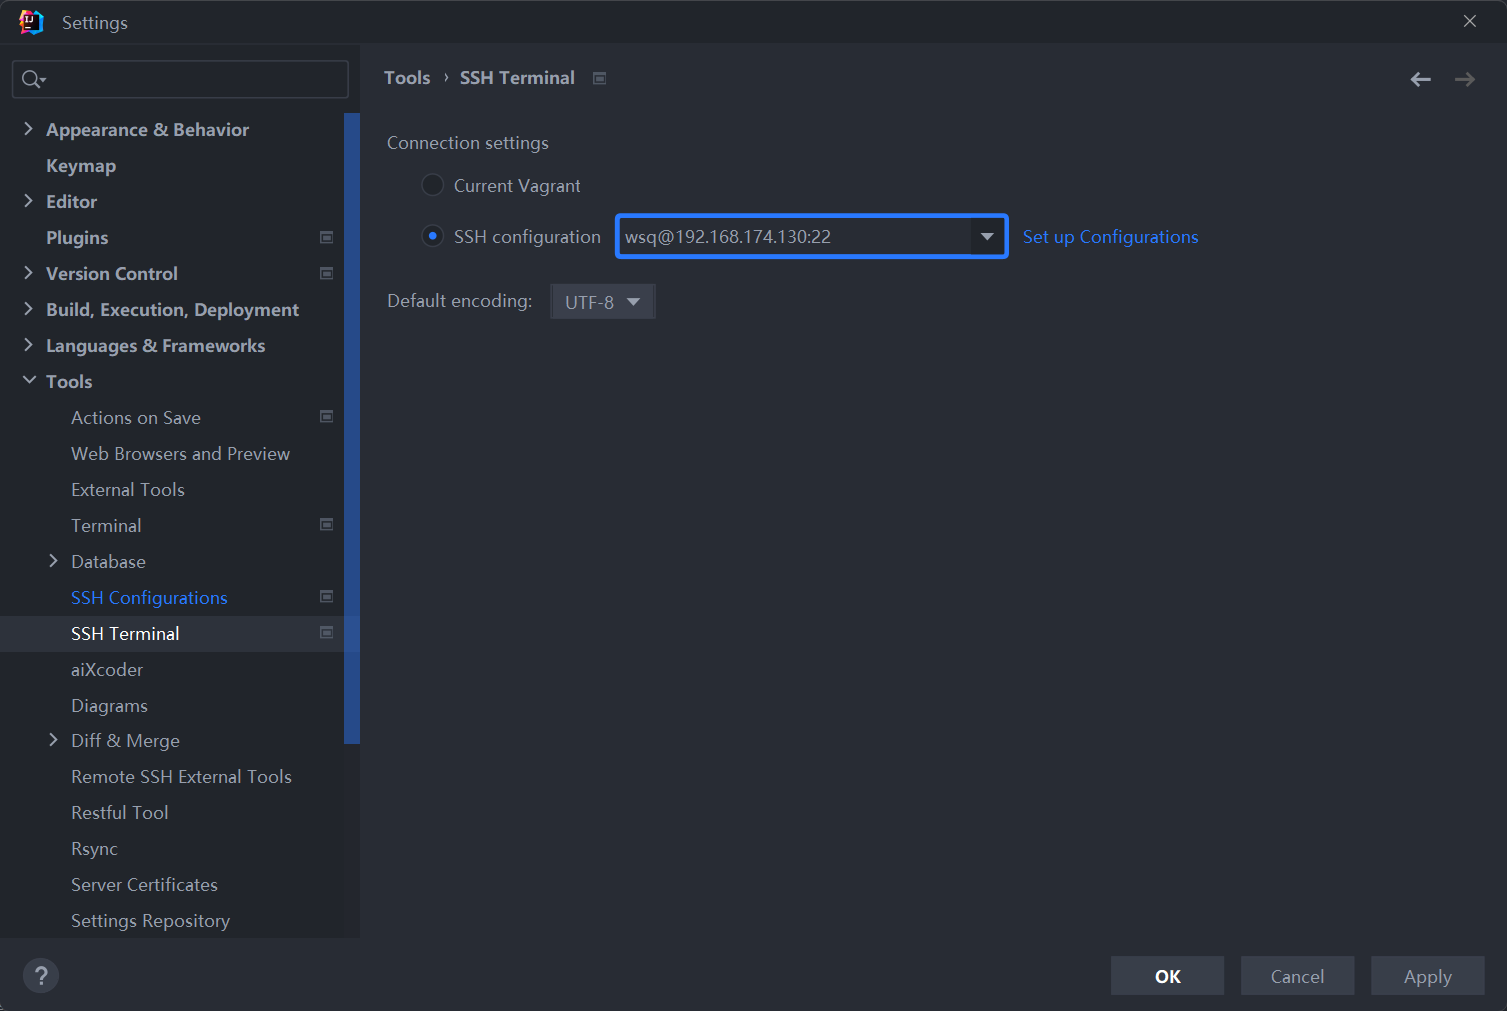 Settings
Tools › SSH Terminal
Appearance & Behavior
Keymap
Editor
Plugins
Version Control
Build, Execution, Deployment
Languages & Frameworks
Tools
Actions on Save
Web Browsers and Preview
External Tools
Terminal
Database
SSH Configurations
SSH Terminal
aiXcoder
Diagrams
Diff & Merge
Remote SSH External Tools
Restful Tool
Rsync
Server Certificates
Settings Repository
Connection settings
Current Vagrant
SSH configuration wsq@192.168.174.130:22 Set up Configurations
Default encoding: UTF-8
? OK Cancel Apply